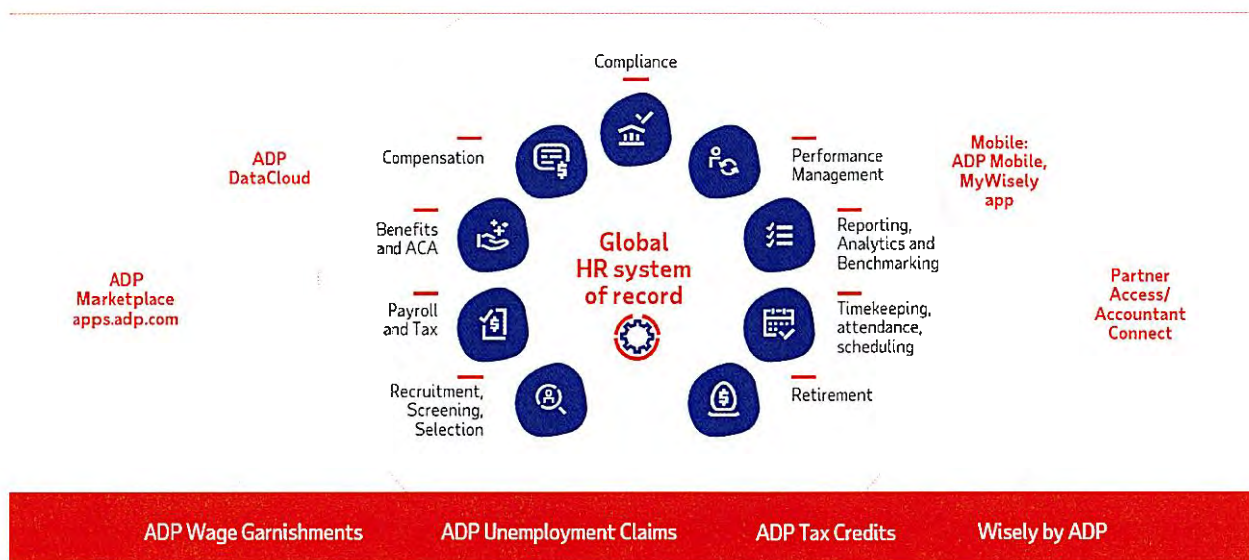 Compliance
Compensation
Performance
Management
ADP
DataCloud
Mobile:
ADP Mobile,
MyWisely
app
Benefits
and ACA
Reporting,
Analytics and
Benchmarking
Global
HR system
of record
ADP
Marketplace
apps.adp.com
Payroll
and Tax
Timekeeping,
attendance,
scheduling
Partner
Access/
Accountant
Connect
Recruitment,
Screening,
Selection
Retirement
ADP Wage Garnishments
ADP Unemployment Claims
ADP Tax Credits
Wisely by ADP